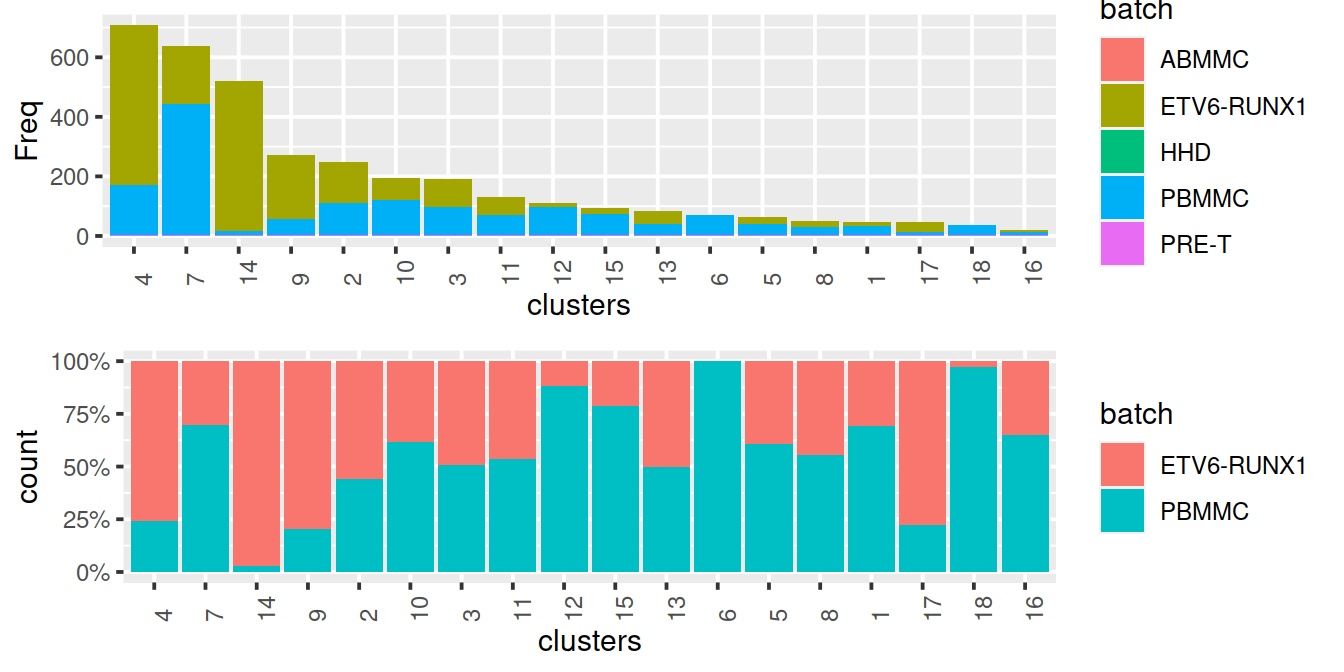 batch
ABMMC
ETV6-RUNX1
HHD
PBMMC
PRE-T
Freq
600
400
200
0
4 7 14 9 2 10 3 11 12 15 13 6 5 8 1 17 18 16
clusters
100%
75%
50%
25%
0%
count
4 7 14 9 2 10 3 11 12 15 13 6 5 8 1 17 18 16
clusters
batch
ETV6-RUNX1
PBMMC